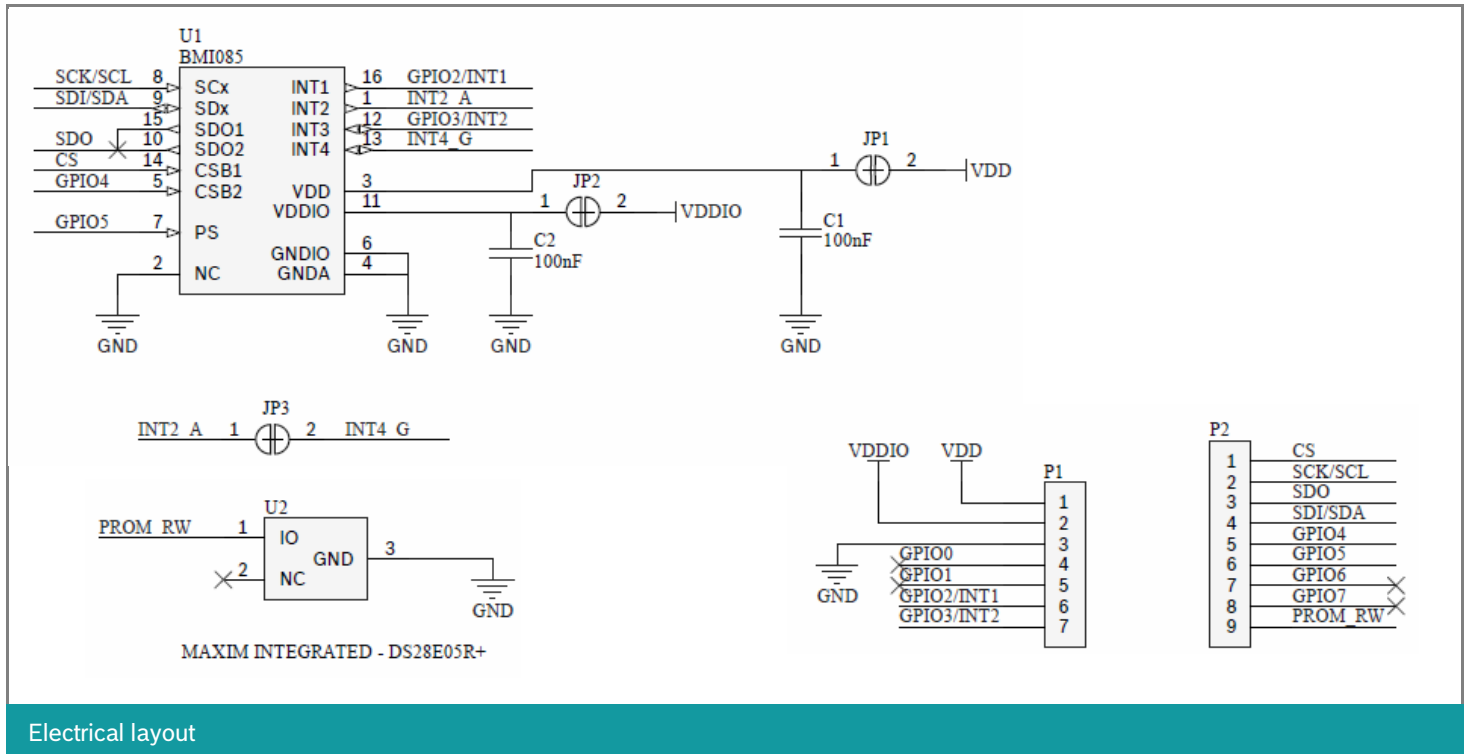 U1
BMI085
SCK/SCL 8 SCx INT1 16 GPIO2/INT1
SDI/SDA 9 SDx INT2 1 INT2_A
15 SDO1 INT3 12 GPIO3/INT2
SDO 10 SDO2 INT4 13 INT4_G
CS 14 CSB1
GPIO4 5 CSB2 VDD 3
VDDIO 11
GPIO5 7 PS
GNDIO 6
2 NC GNDA 4
JP1
1 2 VDD
JP2
1 2 VDDIO
C1
100nF
C2
100nF
GND GND GND GND
JP3
INT2_A 1 2 INT4_G
U2
PROM_RW 1 IO
GND 3
2 NC
GND
MAXIM INTEGRATED - DS28E05R+
VDDIO VDD
P1
1
2
3
GPIO0 4
GPIO1 5
GPIO2/INT1 6
GPIO3/INT2 7
GND
P2
1 CS
2 SCK/SCL
3 SDO
4 SDI/SDA
5 GPIO4
6 GPIO5
7 GPIO6
8 GPIO7
9 PROM_RW
Electrical layout